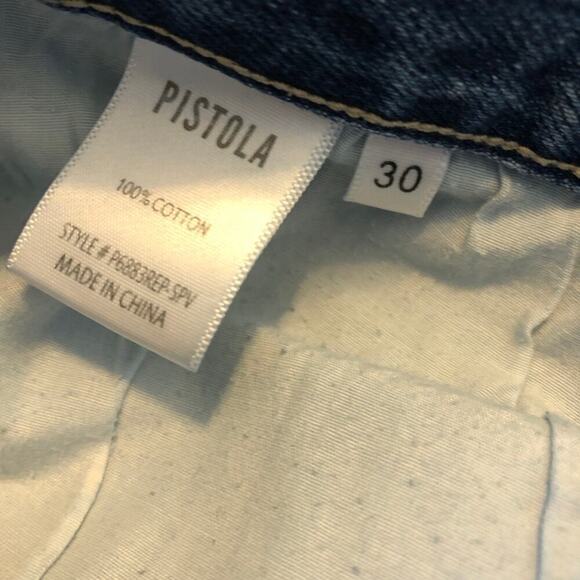 PISTOLA
100% COTTON
STYLE # P6883REP-SPV
MADE IN CHINA
30